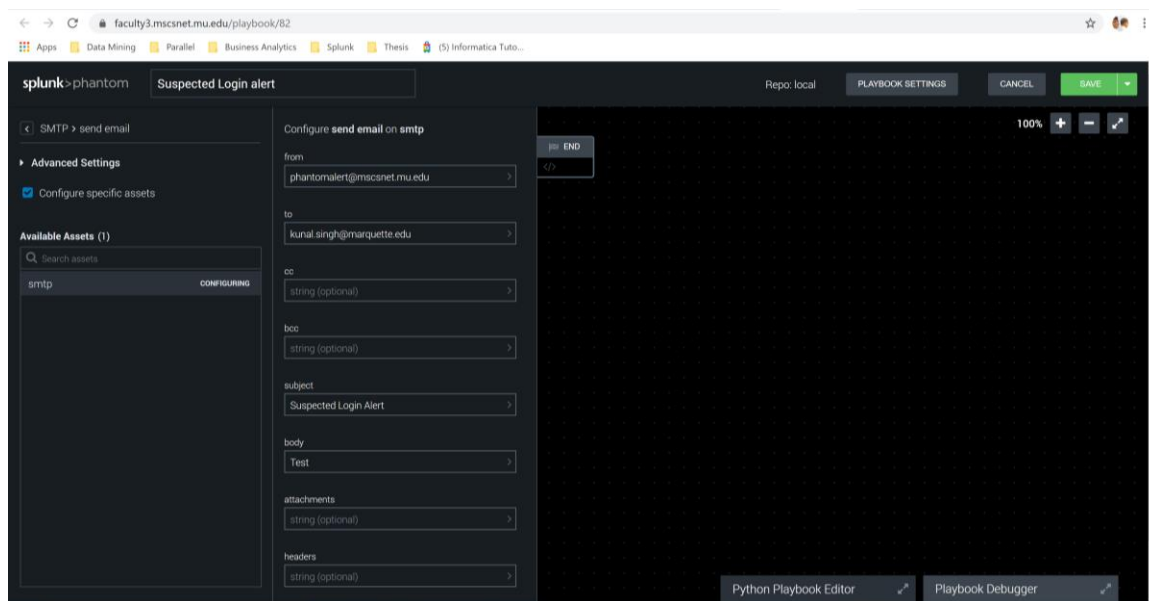 faculty3.mscsnet.mu.edu/playbook/82
Apps Data Mining Parallel Business Analytics Splunk Thesis (5) Informatica Tuto...
splunk>phantom Suspected Login alert Repo: local PLAYBOOK SETTINGS CANCEL SAVE
SMTP > send email
Advanced Settings
Configure specific assets
Available Assets (1)
Search assets
smtp CONFIGURING
Configure send email on smtp
from
phantomalert@mscsnet.mu.edu
to
kunal.singh@marquette.edu
cc
string (optional)
bcc
string (optional)
subject
Suspected Login Alert
body
Test
attachments
string (optional)
headers
string (optional)
END
</>
100% + −
Python Playbook Editor Playbook Debugger